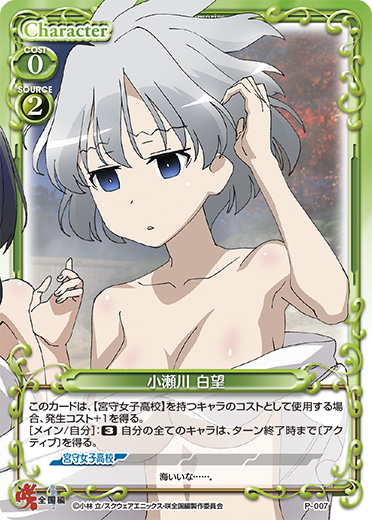 Character
COST
0
SOURCE
2
小瀬川 白望
このカードは、【宮守女子高校】を持つキャラのコストとして使用する場
合、発生コスト+1を得る。
[メイン/自分]:3 自分の全てのキャラは、ターン終了時まで〔アク
ティブ〕を得る。
宮守女子高校
海いいな……。
咲 全国編
©小林 立/スクウェアエニックス・咲全国編製作委員会
P-007